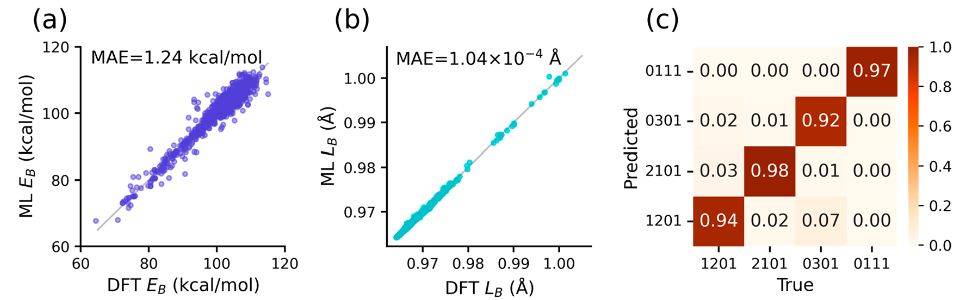 (a)
MAE=1.24 kcal/mol
120
100
80
60
60
80
100
120
ML E_B (kcal/mol)
DFT E_B (kcal/mol)
(b)
MAE=1.04×10⁻⁴ Å
1.00
0.99
0.98
0.97
0.97
0.98
0.99
1.00
ML L_B (Å)
DFT L_B (Å)
(c)
Predicted
0111 0.00 0.00 0.00 0.97
0301 0.02 0.01 0.92 0.00
2101 0.03 0.98 0.01 0.00
1201 0.94 0.02 0.07 0.00
1201 2101 0301 0111
True
1.0
0.8
0.6
0.4
0.2
0.0